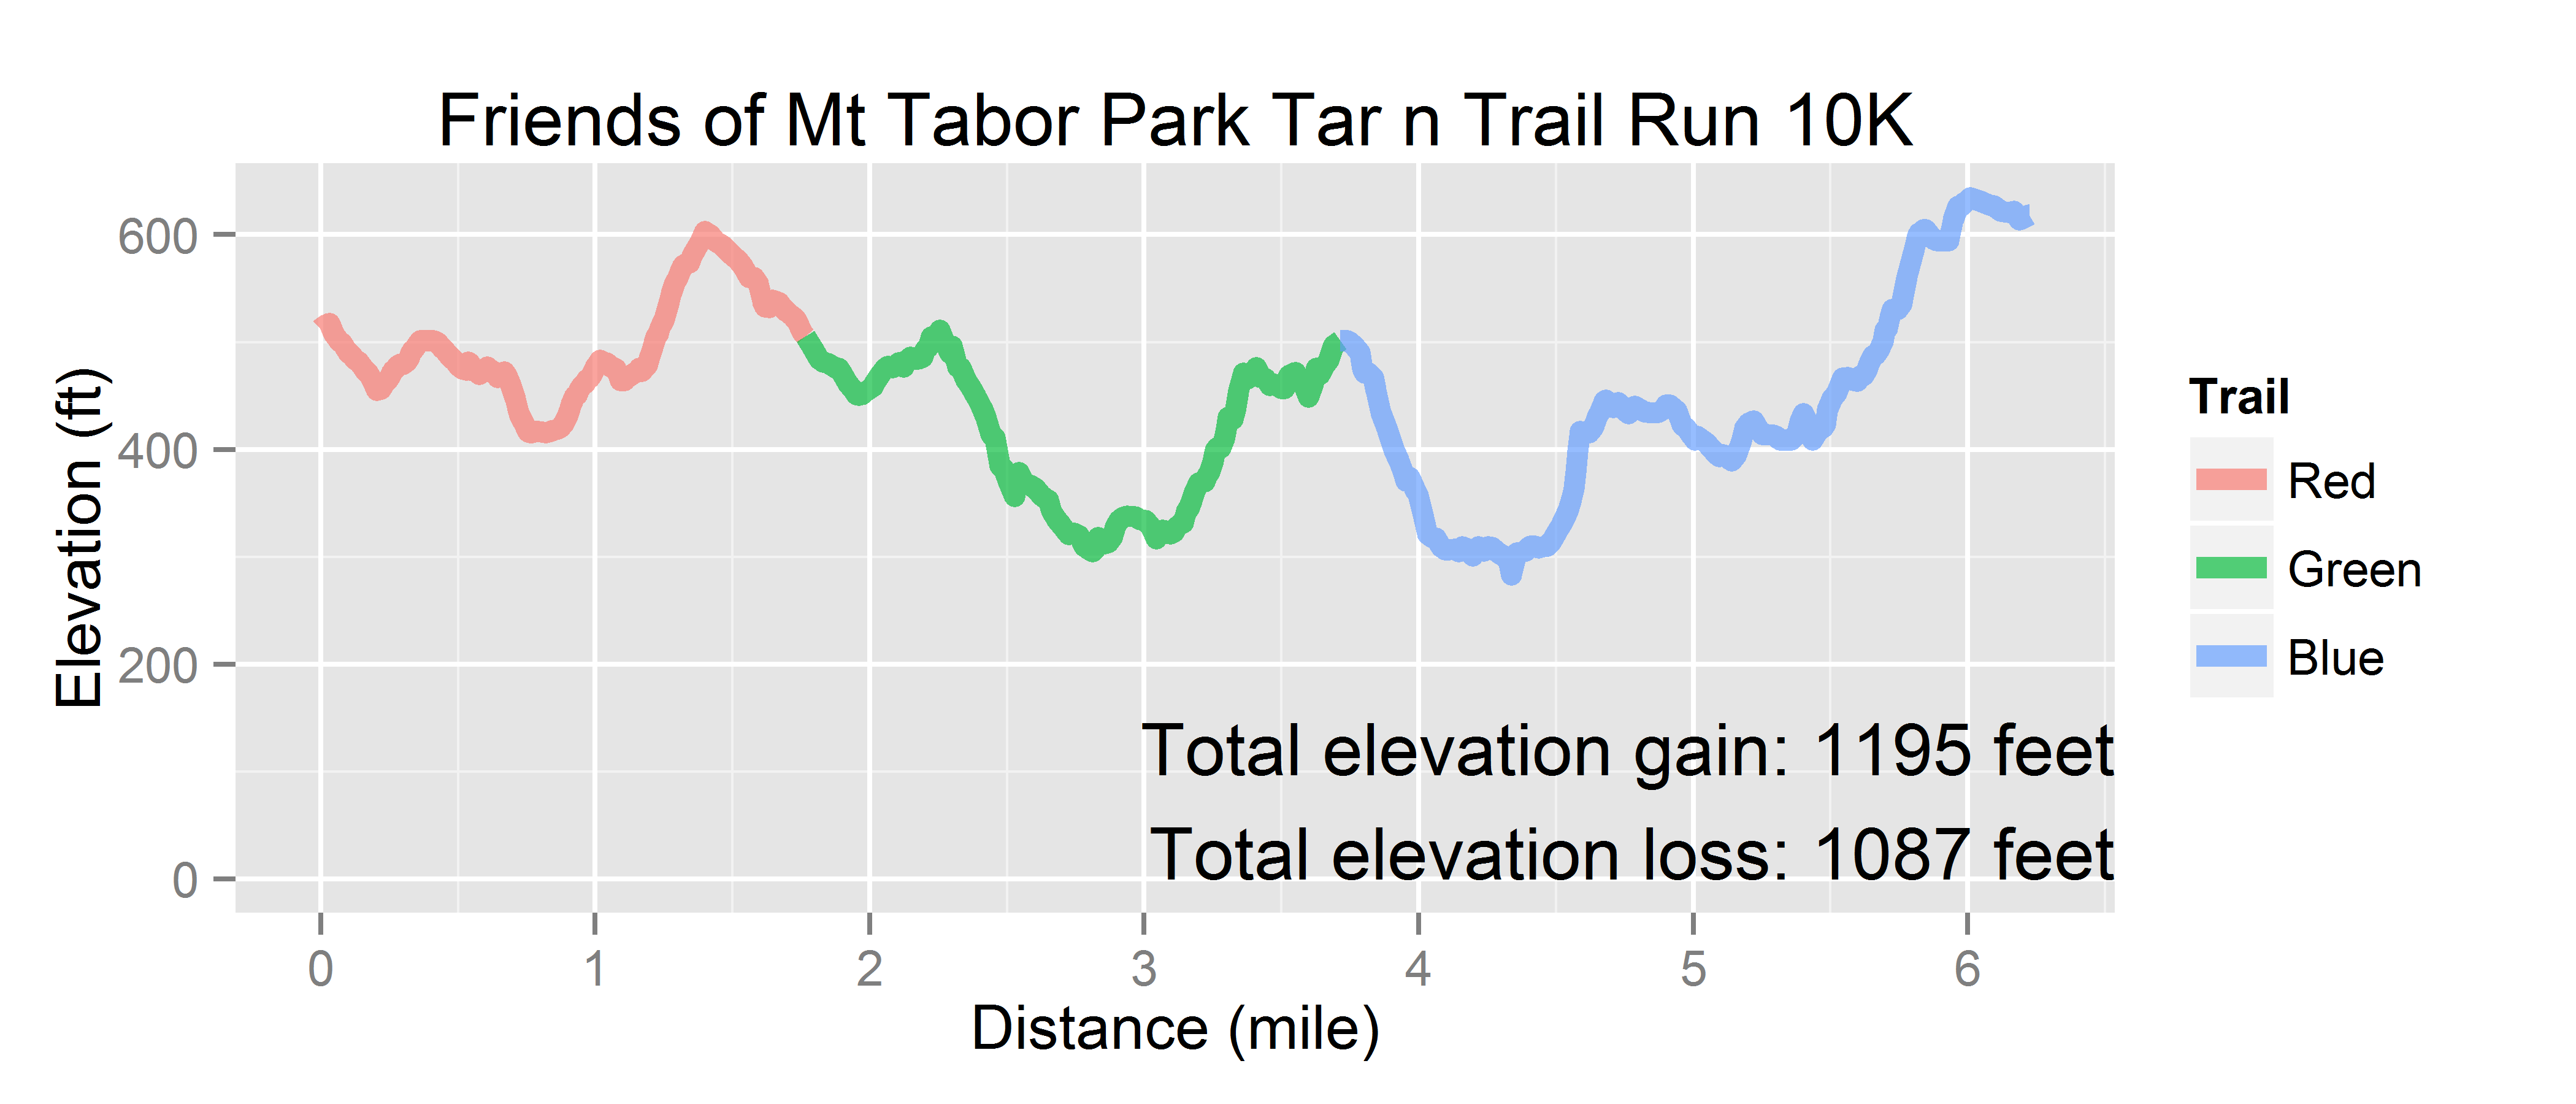 Friends of Mt Tabor Park Tar n Trail Run 10K
Elevation (ft)
600
400
200
0
Total elevation gain: 1195 feet
Total elevation loss: 1087 feet
0 1 2 3 4 5 6
Distance (mile)
Trail
Red
Green
Blue